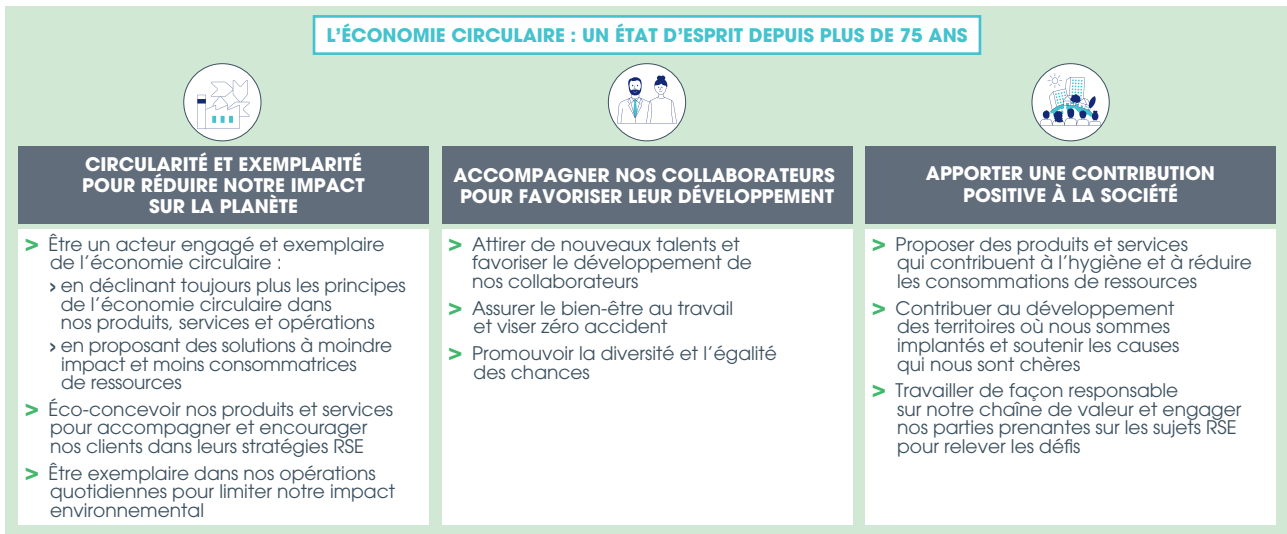 L'ÉCONOMIE CIRCULAIRE : UN ÉTAT D'ESPRIT DEPUIS PLUS DE 75 ANS
CIRCULARITÉ ET EXEMPLARITÉ
POUR RÉDUIRE NOTRE IMPACT
SUR LA PLANÈTE
> Être un acteur engagé et exemplaire
de l'économie circulaire :
› en déclinant toujours plus les principes
de l'économie circulaire dans
nos produits, services et opérations
› en proposant des solutions à moindre
impact et moins consommatrices
de ressources
> Éco-concevoir nos produits et services
pour accompagner et encourager
nos clients dans leurs stratégies RSE
> Être exemplaire dans nos opérations
quotidiennes pour limiter notre impact
environnemental
ACCOMPAGNER NOS COLLABORATEURS
POUR FAVORISER LEUR DÉVELOPPEMENT
> Attirer de nouveaux talents et
favoriser le développement de
nos collaborateurs
> Assurer le bien-être au travail
et viser zéro accident
> Promouvoir la diversité et l'égalité
des chances
APPORTER UNE CONTRIBUTION
POSITIVE À LA SOCIÉTÉ
> Proposer des produits et services
qui contribuent à l'hygiène et à réduire
les consommations de ressources
> Contribuer au développement
des territoires où nous sommes
implantés et soutenir les causes
qui nous sont chères
> Travailler de façon responsable
sur notre chaîne de valeur et engager
nos parties prenantes sur les sujets RSE
pour relever les défis